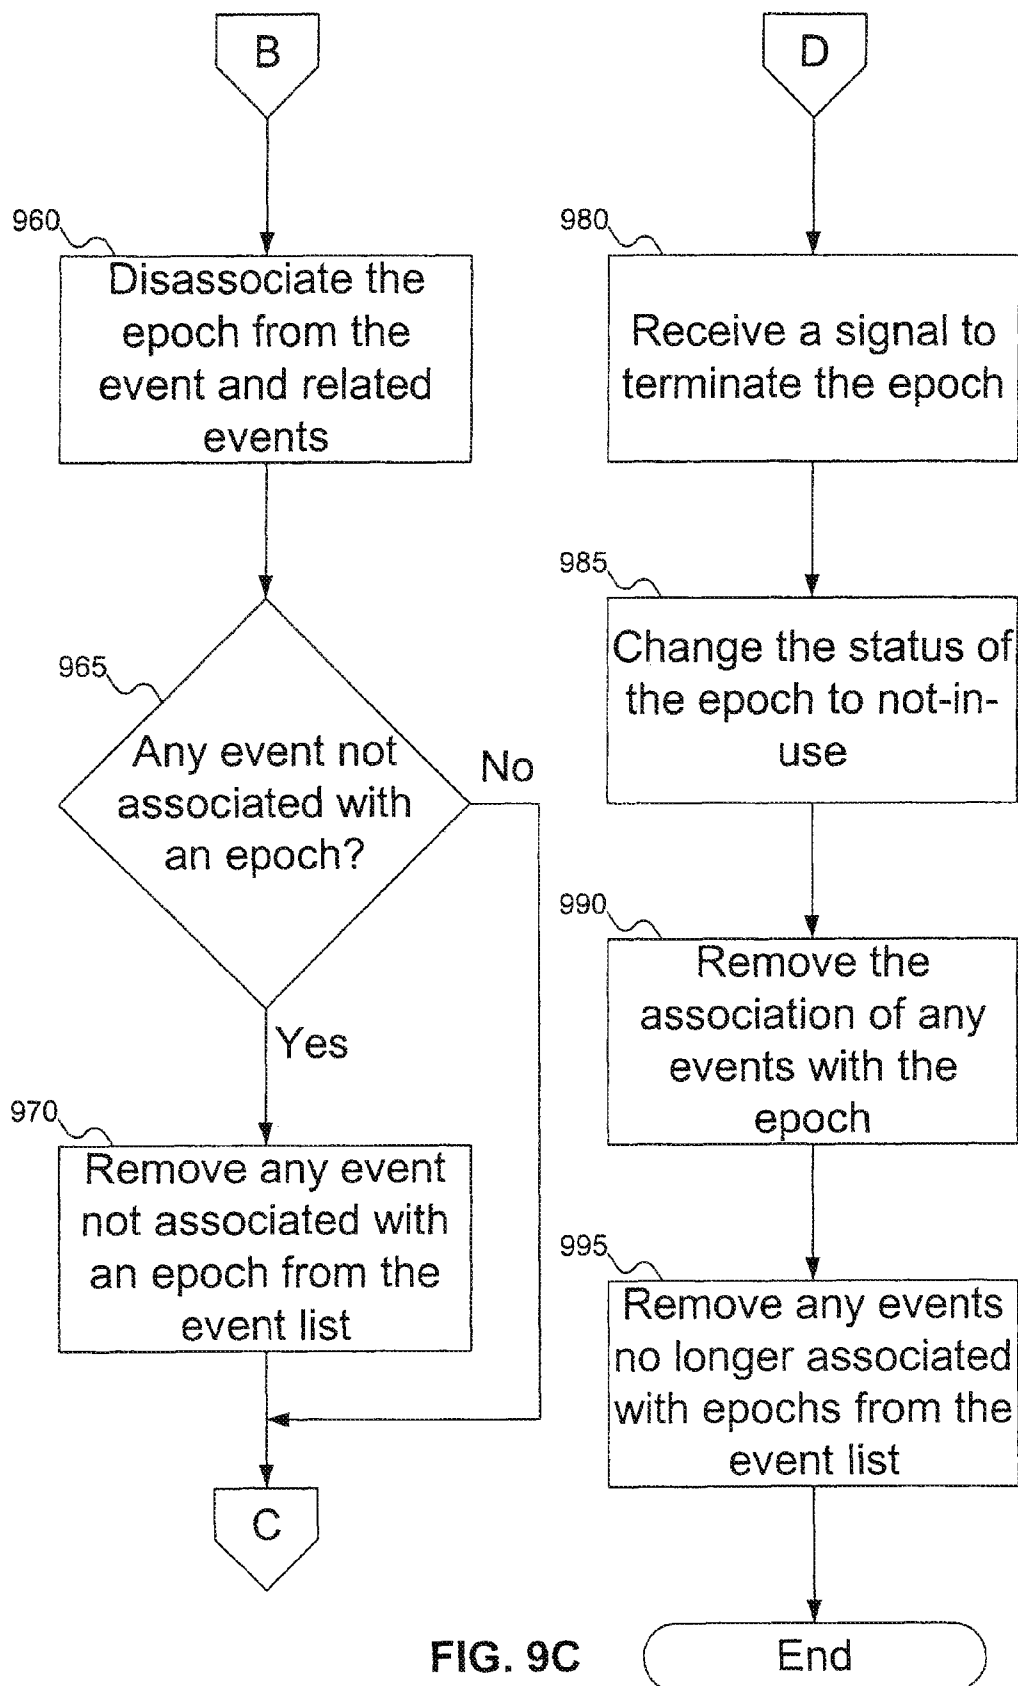 B
960
Disassociate the
epoch from the
event and related
events
965
Any event not
associated with
an epoch?
No
Yes
970
Remove any event
not associated with
an epoch from the
event list
C
D
980
Receive a signal to
terminate the epoch
985
Change the status of
the epoch to not-in-
use
990
Remove the
association of any
events with the
epoch
995
Remove any events
no longer associated
with epochs from the
event list
End
FIG. 9C